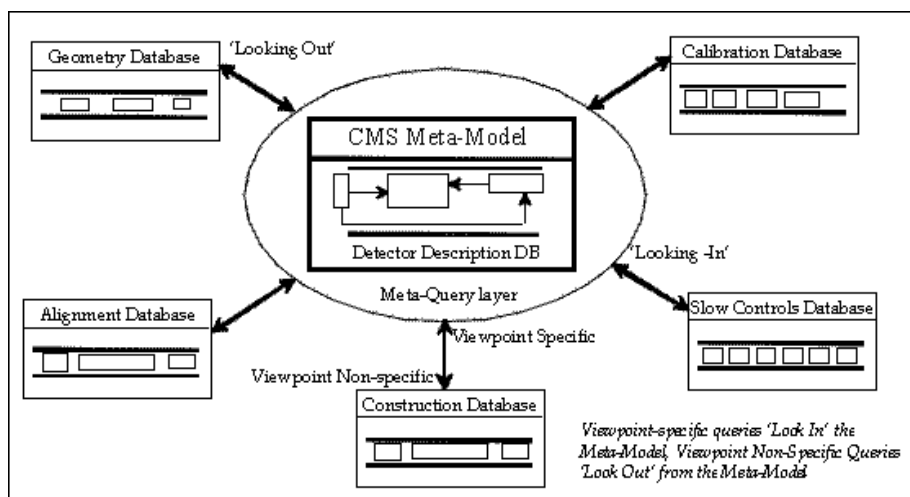 Geometry Database
'Looking Out'
Calibration Database
CMS Meta-Model
Detector Description DB
Meta-Query layer
'Looking -In'
Alignment Database
Slow Controls Database
Viewpoint Specific
Viewpoint Non-specific
Construction Database
Viewpoint-specific queries 'Look In' the
Meta-Model, Viewpoint Non-Specific Queries
'Look Out' from the Meta-Model